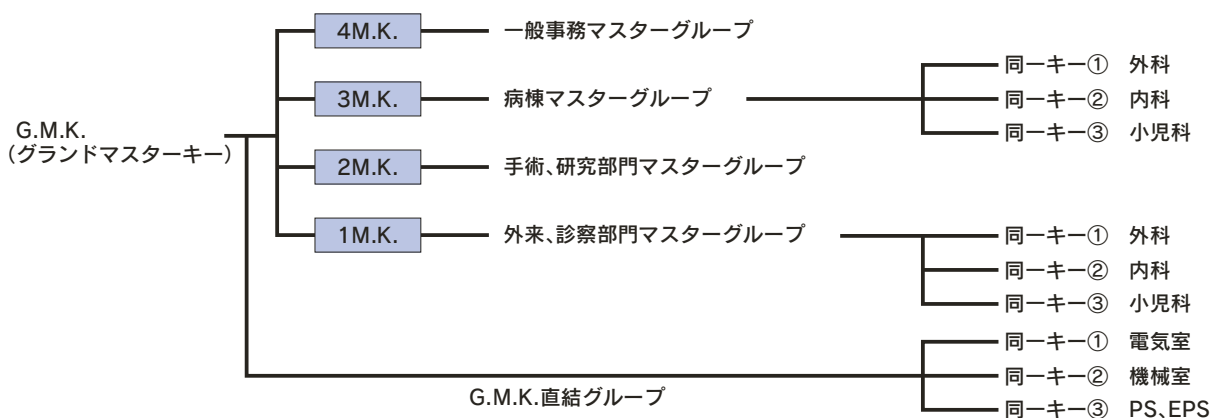 4M.K. 一般事務マスターグループ
同一キー① 外科
3M.K. 病棟マスターグループ
同一キー② 内科
同一キー③ 小児科
G.M.K.
(グランドマスターキー)
2M.K. 手術、研究部門マスターグループ
1M.K. 外来、診察部門マスターグループ
同一キー① 外科
同一キー② 内科
同一キー③ 小児科
同一キー① 電気室
同一キー② 機械室
G.M.K.直結グループ
同一キー③ PS、EPS